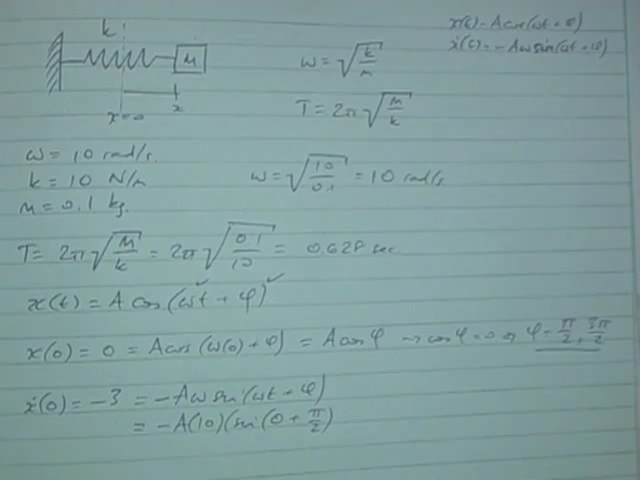 x(t) = A cos(ωt + φ)
ẋ(t) = -Aω sin(ωt + φ)
k
M
ω = √(k/m)
x=0
x
T = 2π √(M/k)
ω = 10 rad/s.
k = 10 N/m
M = 0.1 kg.
ω = √(10/0.1) = 10 rad/s
T = 2π √(M/k) = 2π √(0.1/10) = 0.628 sec
x(t) = A cos(ωt + φ)
x(0) = 0 = A cos(ω(0) + φ) = A cos φ → cos φ = 0 → φ = π/2, 3π/2
ẋ(0) = -3 = -Aω sin(ωt + φ)
= -A(10)(sin(0 + π/2)